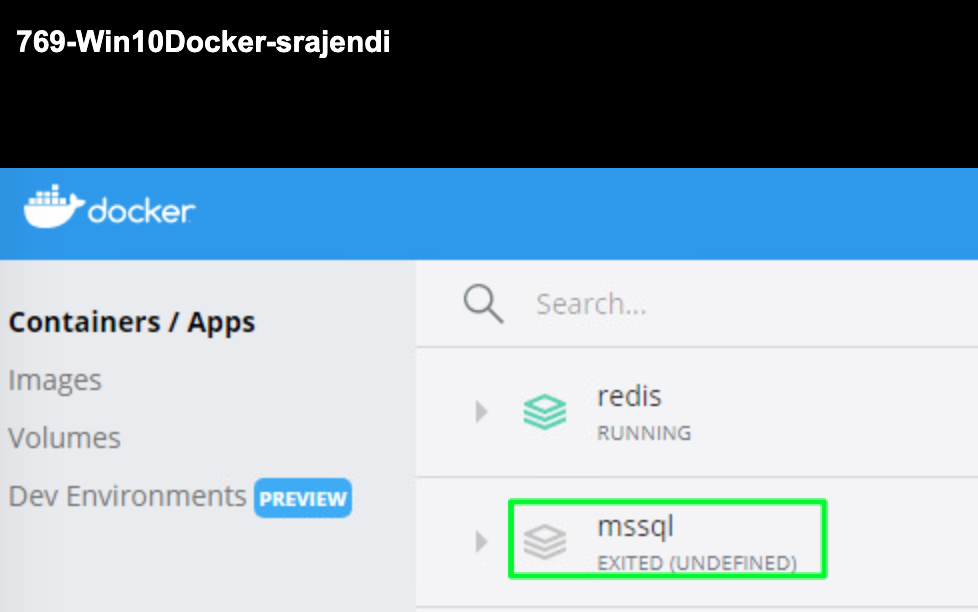 769-Win10Docker-srajendi
docker
Containers / Apps
Images
Volumes
Dev Environments PREVIEW
Search...
redis
RUNNING
mssql
EXITED (UNDEFINED)